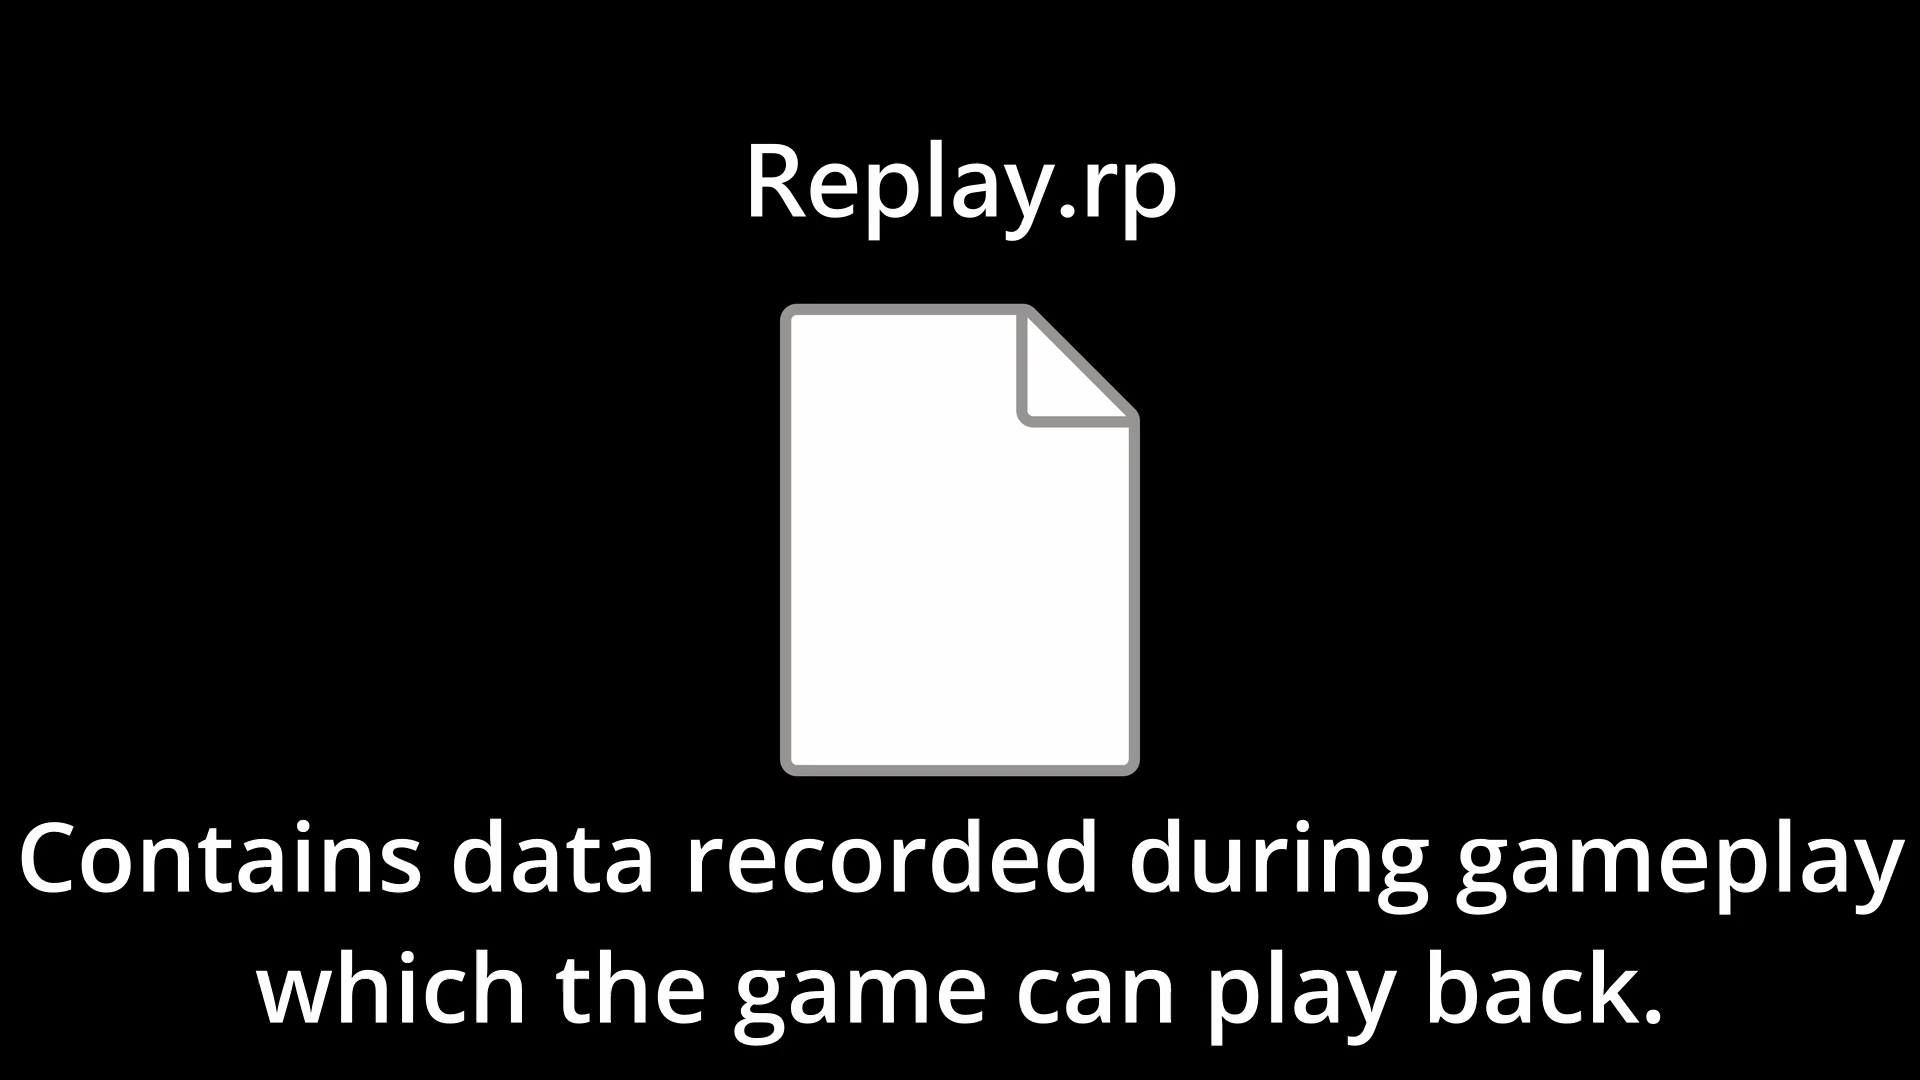 Replay.rp
Contains data recorded during gameplay
which the game can play back.